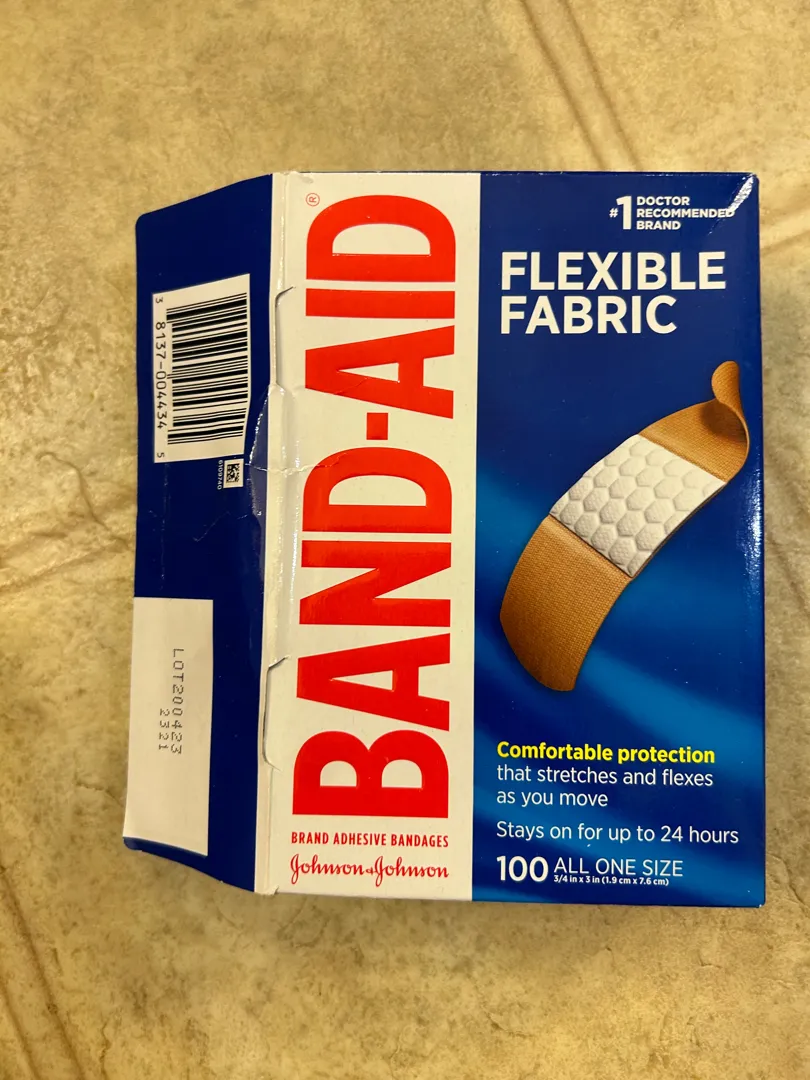 3 8137-004434 5
6109740
LOT200423
2321
BAND-AID®
BRAND ADHESIVE BANDAGES
Johnson & Johnson
#1 DOCTOR
RECOMMENDED
BRAND
FLEXIBLE
FABRIC
Comfortable protection
that stretches and flexes
as you move
Stays on for up to 24 hours
100 ALL ONE SIZE
3/4 in x 3 in (1.9 cm x 7.6 cm)